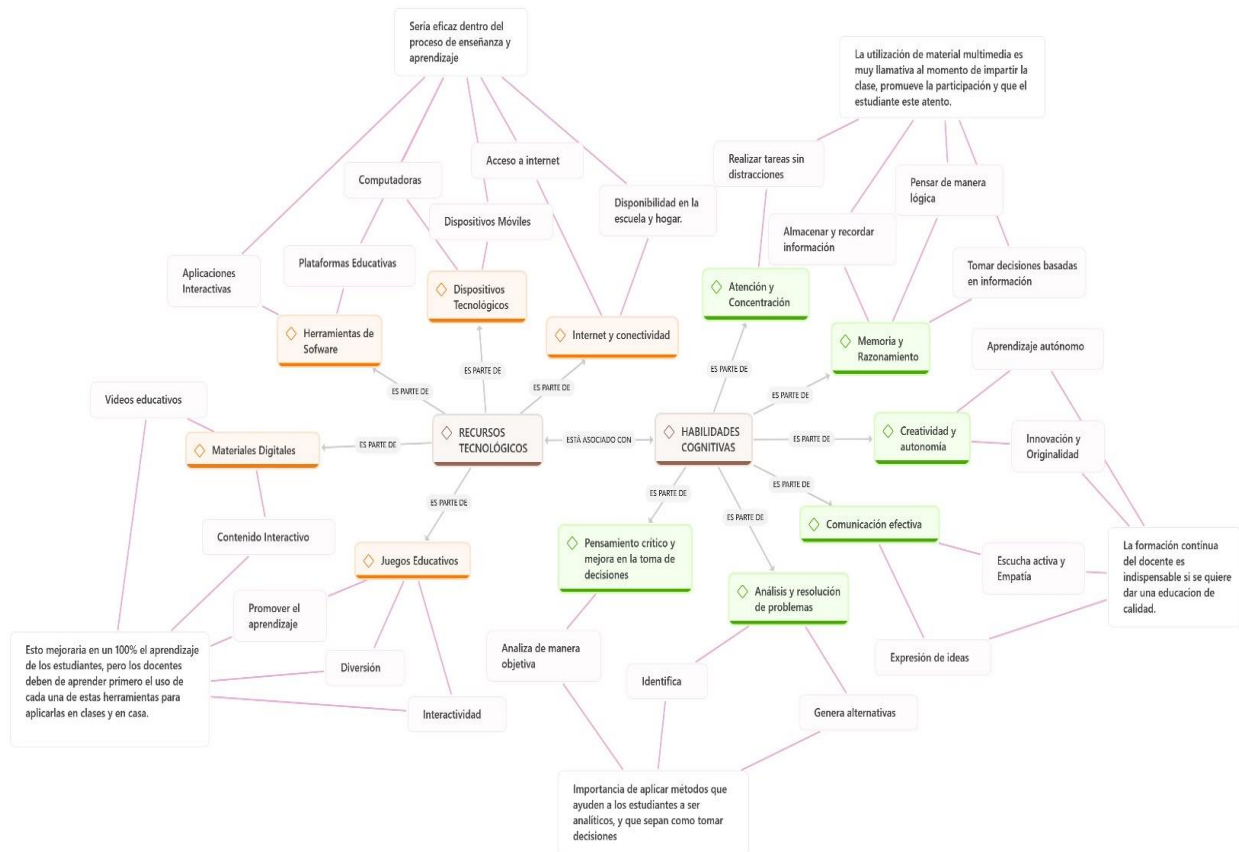 Sería eficaz dentro del
proceso de enseñanza y
aprendizaje
La utilización de material multimedia es
muy llamativa al momento de impartir la
clase, promueve la participación y que el
estudiante este atento.
Acceso a internet
Realizar tareas sin
distracciones
Computadoras
Pensar de manera
lógica
Disponibilidad en la
escuela y hogar.
Dispositivos Móviles
Almacenar y recordar
información
Plataformas Educativas
Aplicaciones
Interactivas
Tomar decisiones basadas
en información
Dispositivos
Tecnológicos
Atención y
Concentración
Herramientas de
Sofware
Internet y conectividad
Memoria y
Razonamiento
Aprendizaje autónomo
ES PARTE DE
ES PARTE DE
ES PARTE DE
ES PARTE DE
ES PARTE DE
Videos educativos
Materiales Digitales
ES PARTE DE
RECURSOS
TECNOLÓGICOS
ESTÁ ASOCIADO CON
HABILIDADES
COGNITIVAS
ES PARTE DE
Creatividad y
autonomía
Innovación y
Originalidad
ES PARTE DE
ES PARTE DE
ES PARTE DE
ES PARTE DE
Contenido Interactivo
Juegos Educativos
Pensamiento crítico y
mejora en la toma de
decisiones
Comunicación efectiva
Escucha activa y
Empatía
La formación contínua
del docente es
indispensable si se quiere
dar una educacion de
calidad.
Análisis y resolución
de problemas
Promover el
aprendizaje
Esto mejoraria en un 100% el aprendizaje
de los estudiantes, pero los docentes
deben de aprender primero el uso de
cada una de estas herramientas para
aplicarlas en clases y en casa.
Diversión
Interactividad
Analiza de manera
objetiva
Identifica
Expresión de ideas
Genera alternativas
Importancia de aplicar métodos que
ayuden a los estudiantes a ser
analíticos, y que sepan como tomar
decisiones